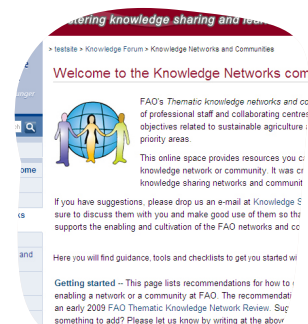 tering knowledge sharing and
> testsite > Knowledge Forum > Knowledge Networks and Communities
Welcome to the Knowledge Networks com
FAO's Thematic knowledge networks and co
of professional staff and collaborating centres
objectives related to sustainable agriculture
priority areas.
This online space provides resources you c
knowledge network or community. It was cr
knowledge sharing networks and communit
If you have suggestions, please drop us an e-mail at Knowledge S
sure to discuss them with you and make good use of them so tha
supports the enabling and cultivation of the FAO networks and cc
Here you will find guidance, tools and checklists to get you started wi
Getting started -- This page lists recommendations for how to
enabling a network or a community at FAO. The recommendati
an early 2009 FAO Thematic Knowledge Network Review. Sug
something to add? Please let us know by writing at the abov
unger
ome
ks
and